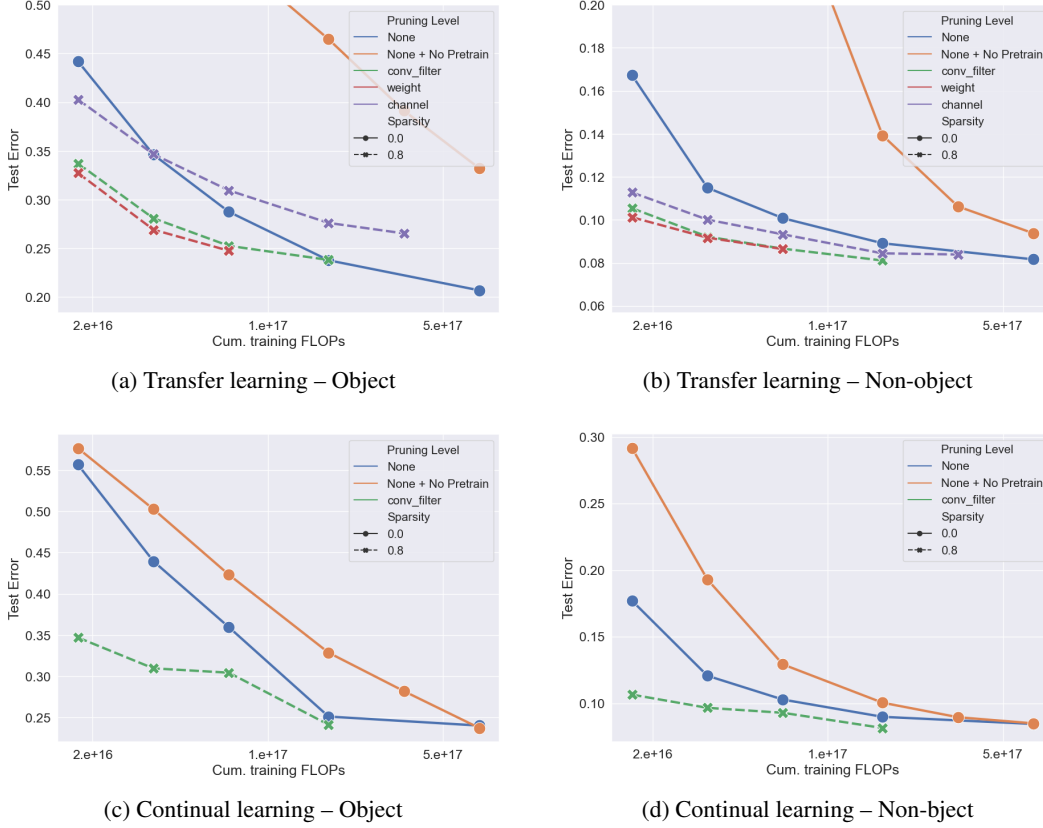 0.50
0.45
0.40
0.35
0.30
0.25
0.20
Test Error
Pruning Level
None
None + No Pretrain
conv_filter
weight
channel
Sparsity
0.0
0.8
2.e+16
1.e+17
5.e+17
Cum. training FLOPs
(a) Transfer learning – Object
0.20
0.18
0.16
0.14
0.12
0.10
0.08
0.06
Test Error
Pruning Level
None
None + No Pretrain
conv_filter
weight
channel
Sparsity
0.0
0.8
2.e+16
1.e+17
5.e+17
Cum. training FLOPs
(b) Transfer learning – Non-object
0.55
0.50
0.45
0.40
0.35
0.30
0.25
Test Error
Pruning Level
None
None + No Pretrain
conv_filter
Sparsity
0.0
0.8
2.e+16
1.e+17
5.e+17
Cum. training FLOPs
(c) Continual learning – Object
0.30
0.25
0.20
0.15
0.10
Test Error
Pruning Level
None
None + No Pretrain
conv_filter
Sparsity
0.0
0.8
2.e+16
1.e+17
5.e+17
Cum. training FLOPs
(d) Continual learning – Non-bject